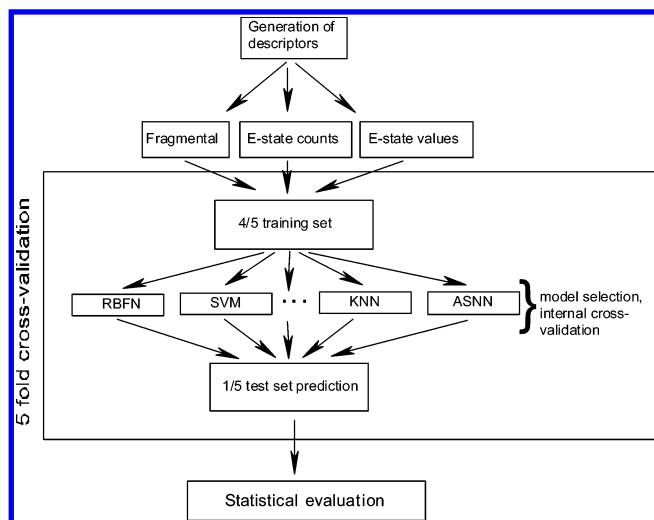 Generation of
descriptors
Fragmental
E-state counts
E-state values
5 fold cross-validation
4/5 training set
RBFN
SVM
...
KNN
ASNN
model selection,
internal cross-
validation
1/5 test set prediction
Statistical evaluation